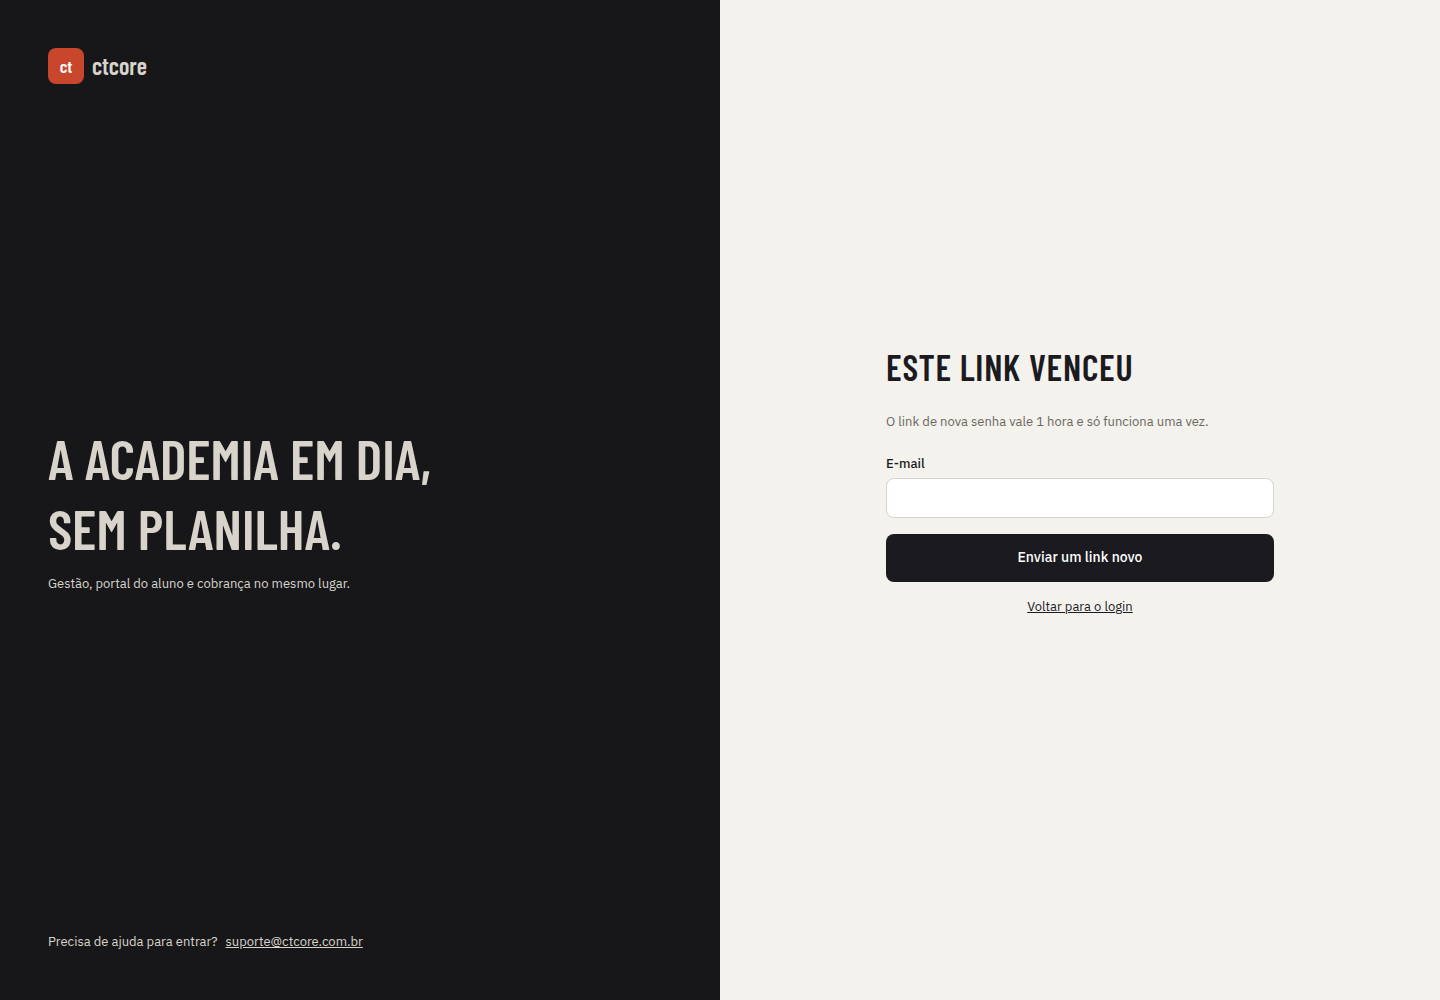 ct ctcore
A ACADEMIA EM DIA,
SEM PLANILHA.
Gestão, portal do aluno e cobrança no mesmo lugar.
Precisa de ajuda para entrar? suporte@ctcore.com.br
ESTE LINK VENCEU
O link de nova senha vale 1 hora e só funciona uma vez.
E-mail
Enviar um link novo
Voltar para o login